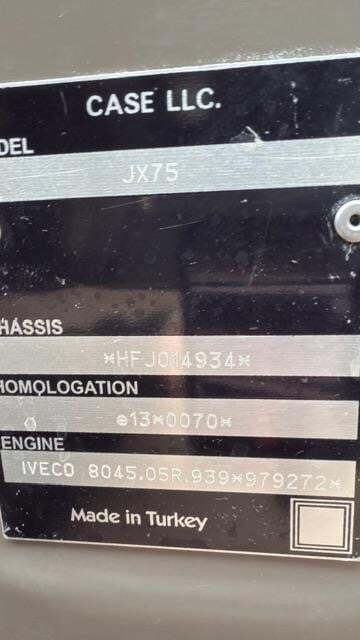 CASE LLC.
DEL
JX75
HASSIS
*HFJ014934*
HOMOLOGATION
e13*0070*
ENGINE
IVECO 8045.05R.939*979272*
Made in Turkey